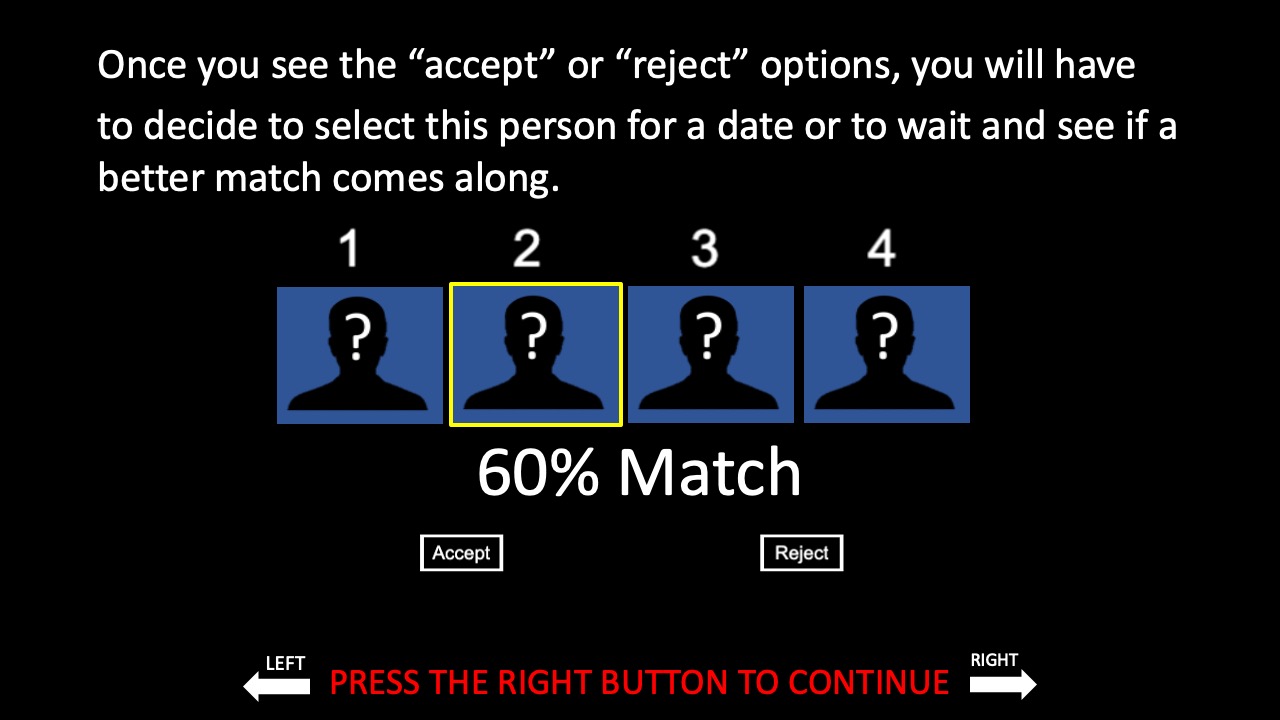 Once you see the “accept” or “reject” options, you will have
to decide to select this person for a date or to wait and see if a
better match comes along.
1 2 3 4
? ? ? ?
60% Match
Accept Reject
LEFT PRESS THE RIGHT BUTTON TO CONTINUE RIGHT